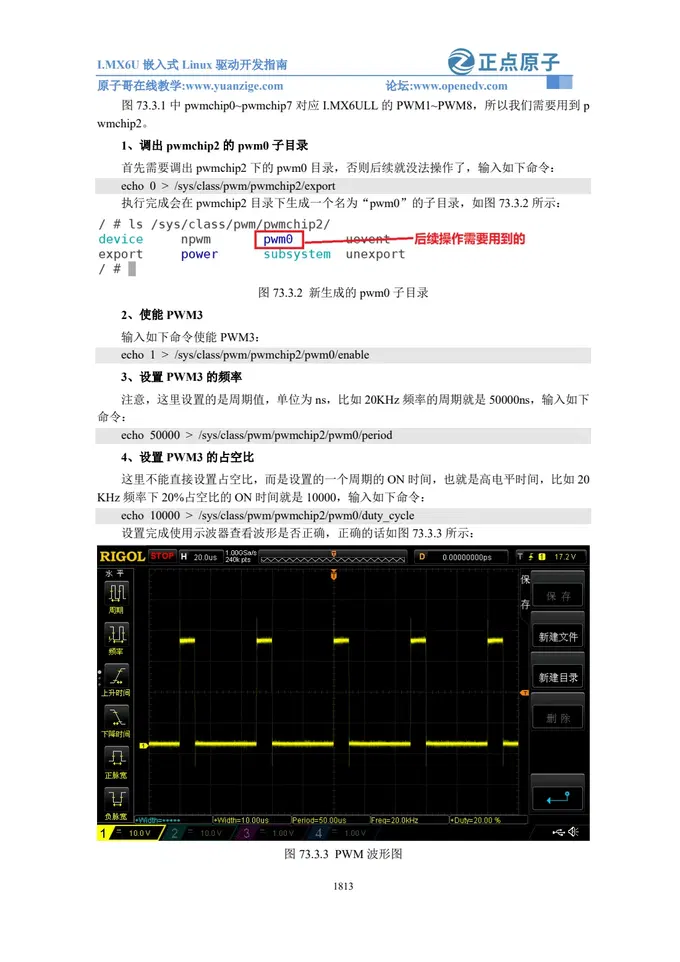 I.MX6U 嵌入式 Linux 驱动开发指南
正点原子
原子哥在线教学:www.yuanzige.com 论坛:www.openedv.com
图 73.3.1 中 pwmchip0~pwmchip7 对应 I.MX6ULL 的 PWM1~PWM8，所以我们需要用到 p
wmchip2。
1、调出 pwmchip2 的 pwm0 子目录
首先需要调出 pwmchip2 下的 pwm0 目录，否则后续就没法操作了，输入如下命令：
echo 0 > /sys/class/pwm/pwmchip2/export
执行完成会在 pwmchip2 目录下生成一个名为“pwm0”的子目录，如图 73.3.2 所示：
/ # ls /sys/class/pwm/pwmchip2/
device npwm pwm0 uevent 后续操作需要用到的
export power subsystem unexport
/ #
图 73.3.2 新生成的 pwm0 子目录
2、使能 PWM3
输入如下命令使能 PWM3：
echo 1 > /sys/class/pwm/pwmchip2/pwm0/enable
3、设置 PWM3 的频率
注意，这里设置的是周期值，单位为 ns，比如 20KHz 频率的周期就是 50000ns，输入如下
命令：
echo 50000 > /sys/class/pwm/pwmchip2/pwm0/period
4、设置 PWM3 的占空比
这里不能直接设置占空比，而是设置的一个周期的 ON 时间，也就是高电平时间，比如 20
KHz 频率下 20%占空比的 ON 时间就是 10000，输入如下命令：
echo 10000 > /sys/class/pwm/pwmchip2/pwm0/duty_cycle
设置完成使用示波器查看波形是否正确，正确的话如图 73.3.3 所示：
RIGOL STOP H 20.0us 1.00GSa/s 240k pts D 0.00000000ps T 1 17.2 V
水 平
周期
频率
上升时间
下降时间
正脉宽
负脉宽
保存
保 存
新建文件
新建目录
删 除
+Width=***** +Width=10.00us Period=50.00us Freq=20.0kHz +Duty=20.00 %
1 = 10.0 V 2 = 10.0 V 3 = 1.00 V 4 = 1.00 V
图 73.3.3 PWM 波形图
1813